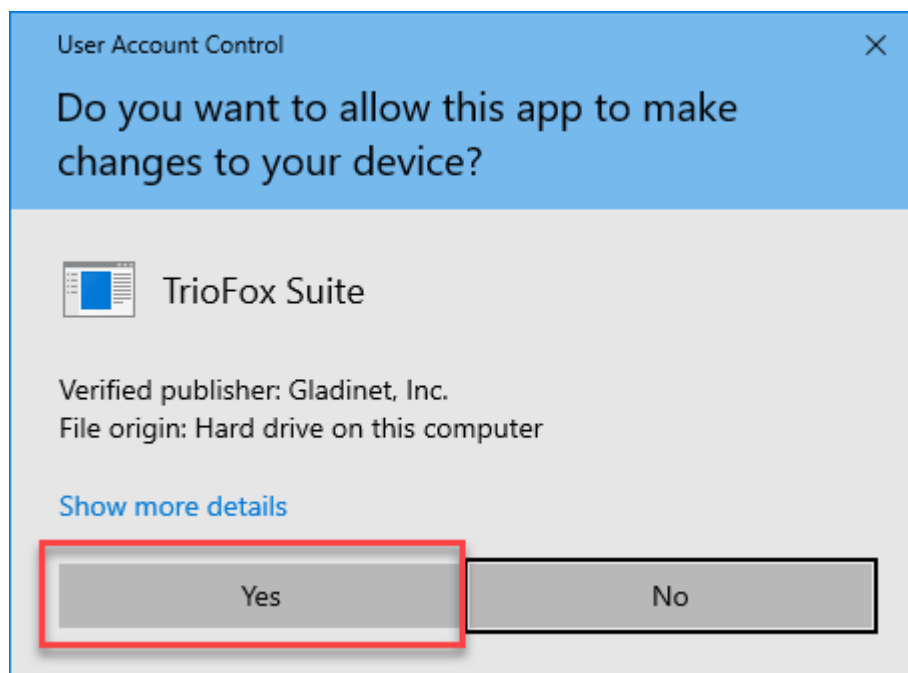 User Account Control
Do you want to allow this app to make
changes to your device?
TrioFox Suite
Verified publisher: Gladinet, Inc.
File origin: Hard drive on this computer
Show more details
Yes
No